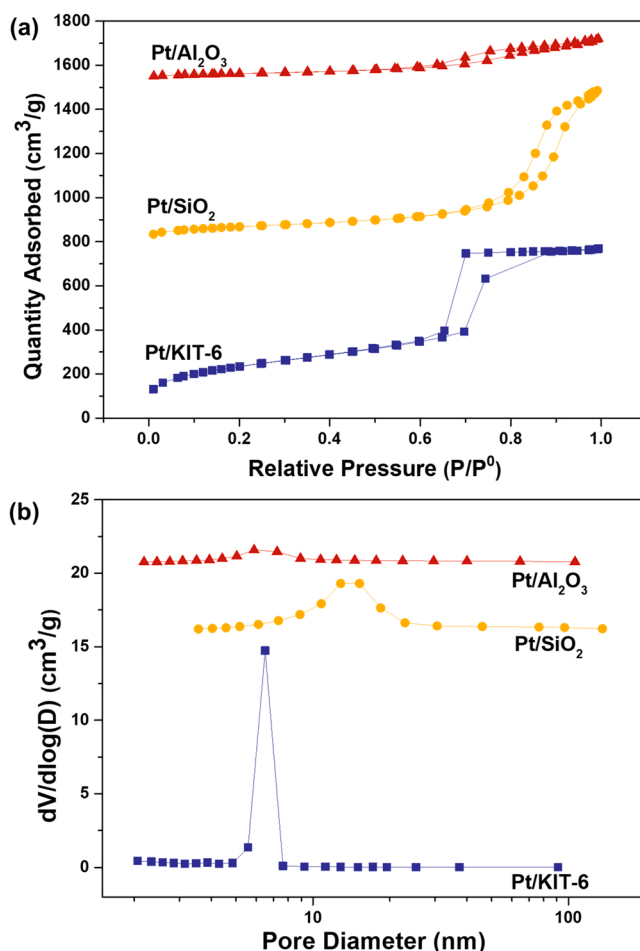 (a)
1800
1600
1400
1200
1000
800
600
400
200
0
Quantity Adsorbed (cm³/g)
Pt/Al₂O₃
Pt/SiO₂
Pt/KIT-6
0.0 0.2 0.4 0.6 0.8 1.0
Relative Pressure (P/P⁰)
(b)
25
20
15
10
5
0
dV/dlog(D) (cm³/g)
Pt/Al₂O₃
Pt/SiO₂
Pt/KIT-6
10 100
Pore Diameter (nm)